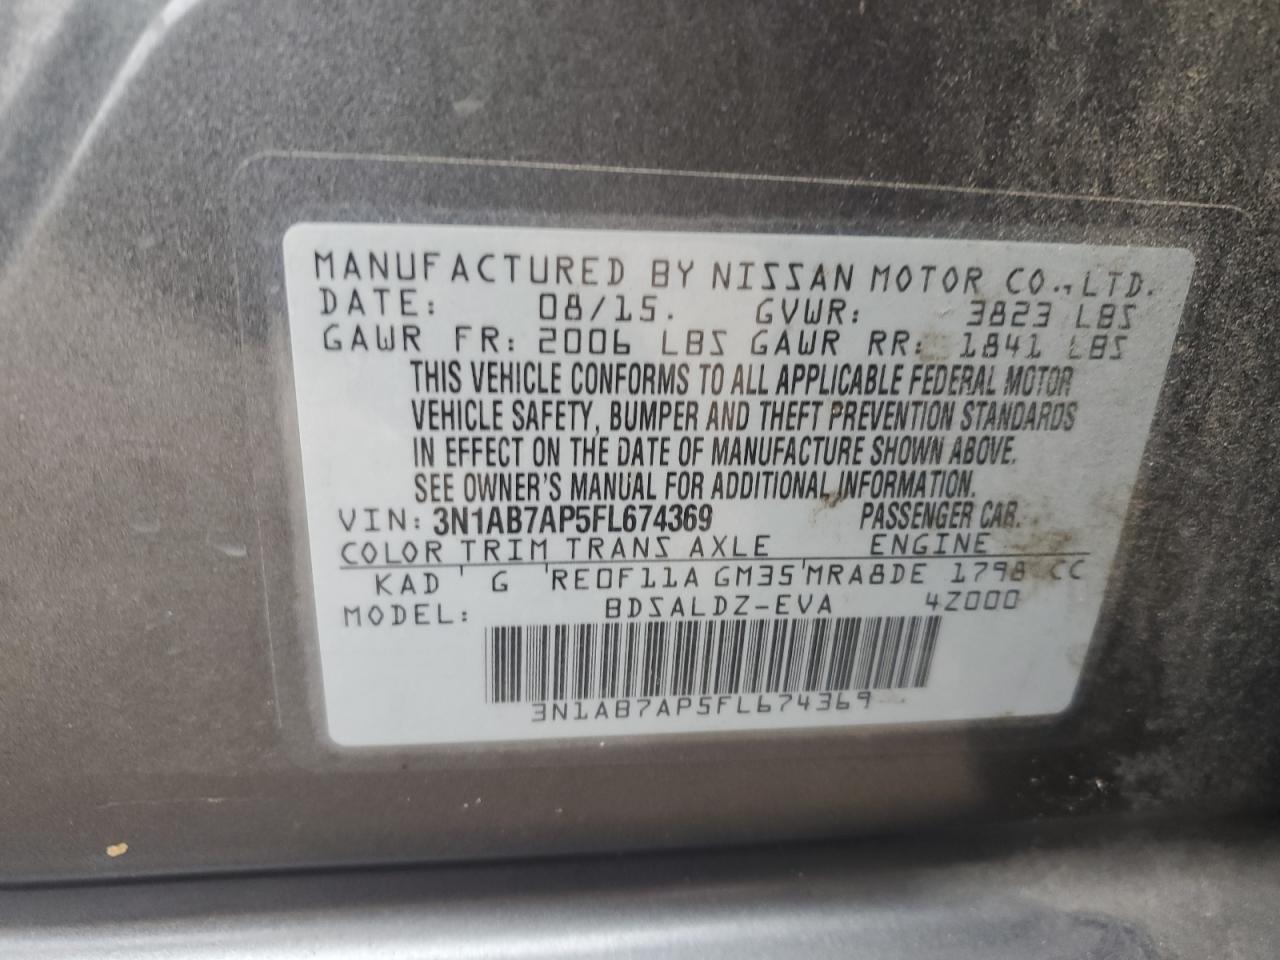 MANUFACTURED BY NISSAN MOTOR CO., LTD.
DATE: 08/15. GVWR: 3823 LBS
GAWR FR: 2006 LBS GAWR RR: 1841 LBS
THIS VEHICLE CONFORMS TO ALL APPLICABLE FEDERAL MOTOR
VEHICLE SAFETY, BUMPER AND THEFT PREVENTION STANDARDS
IN EFFECT ON THE DATE OF MANUFACTURE SHOWN ABOVE.
SEE OWNER'S MANUAL FOR ADDITIONAL INFORMATION.
VIN: 3N1AB7AP5FL674369 PASSENGER CAR.
COLOR TRIM TRANS AXLE ENGINE
KAD ' G ' RE0F11A GM35 ' MRA8DE 1798 CC
MODEL: BDSALDZ-EVA 4Z000
3N1AB7AP5FL674369